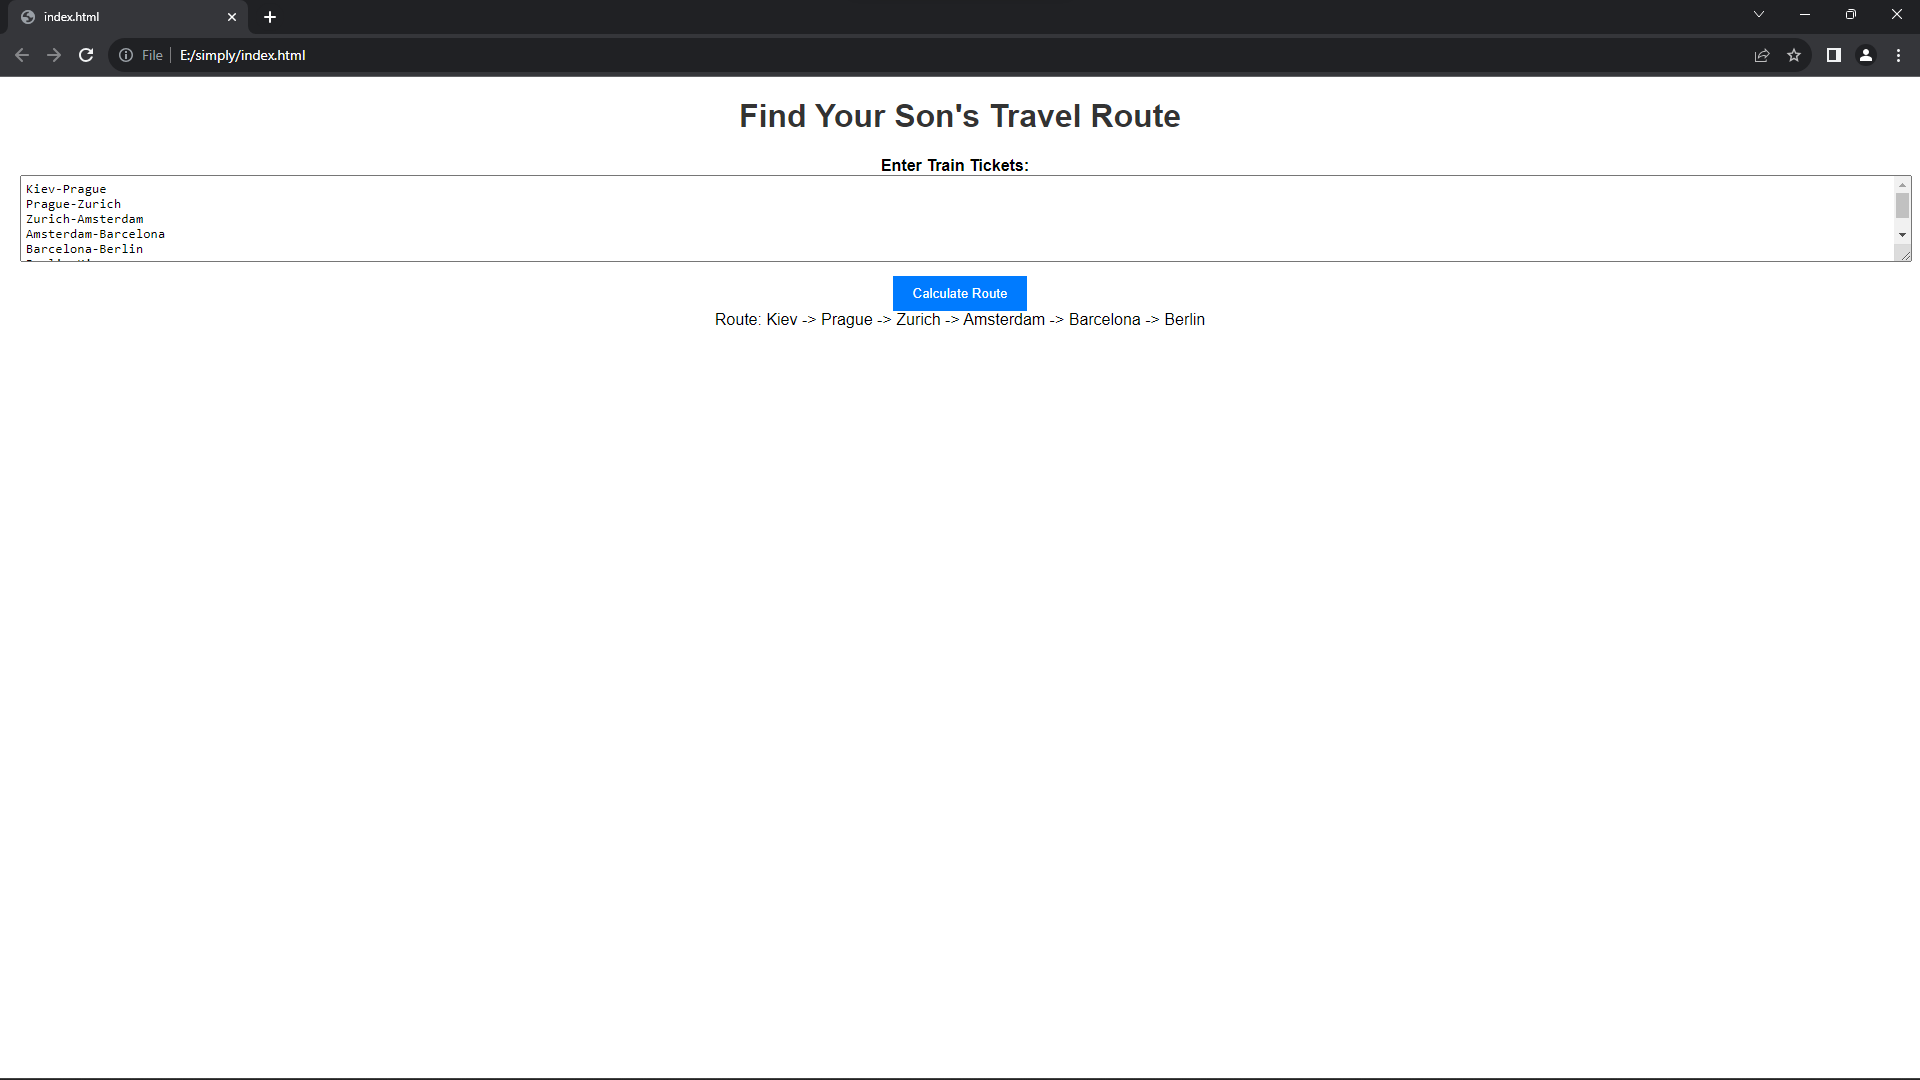 index.html
File
E:/simply/index.html
Find Your Son's Travel Route
Enter Train Tickets:
Kiev-Prague
Prague-Zurich
Zurich-Amsterdam
Amsterdam-Barcelona
Barcelona-Berlin
Calculate Route
Route: Kiev -> Prague -> Zurich -> Amsterdam -> Barcelona -> Berlin